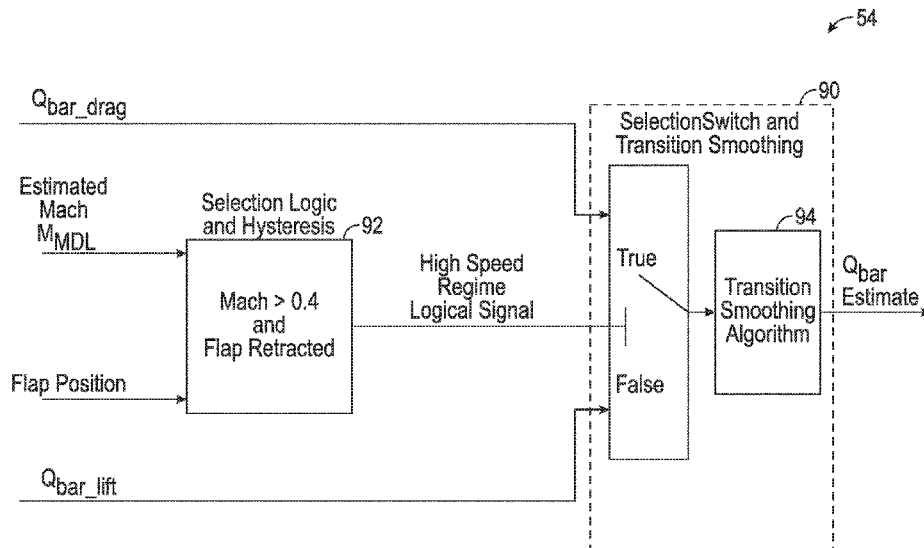 54
Qbar_drag
90
SelectionSwitch and
Transition Smoothing
Estimated
Mach
MMDL
Selection Logic
and Hysteresis
92
Mach > 0.4
and
Flap Retracted
High Speed
Regime
Logical Signal
True
False
94
Transition
Smoothing
Algorithm
Qbar
Estimate
Flap Position
Qbar_lift